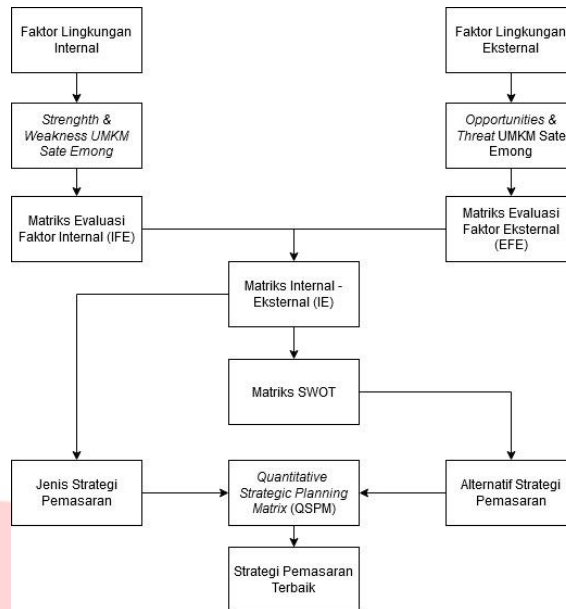 Faktor Lingkungan
Internal
Faktor Lingkungan
Eksternal
Strenghth &
Weakness UMKM
Sate Emong
Opportunities &
Threat UMKM Sate
Emong
Matriks Evaluasi
Faktor Internal (IFE)
Matriks Evaluasi
Faktor Eksternal
(EFE)
Matriks Internal -
Eksternal (IE)
Matriks SWOT
Jenis Strategi
Pemasaran
Quantitative
Strategic Planning
Matrix (QSPM)
Alternatif Strategi
Pemasaran
Strategi Pemasaran
Terbaik